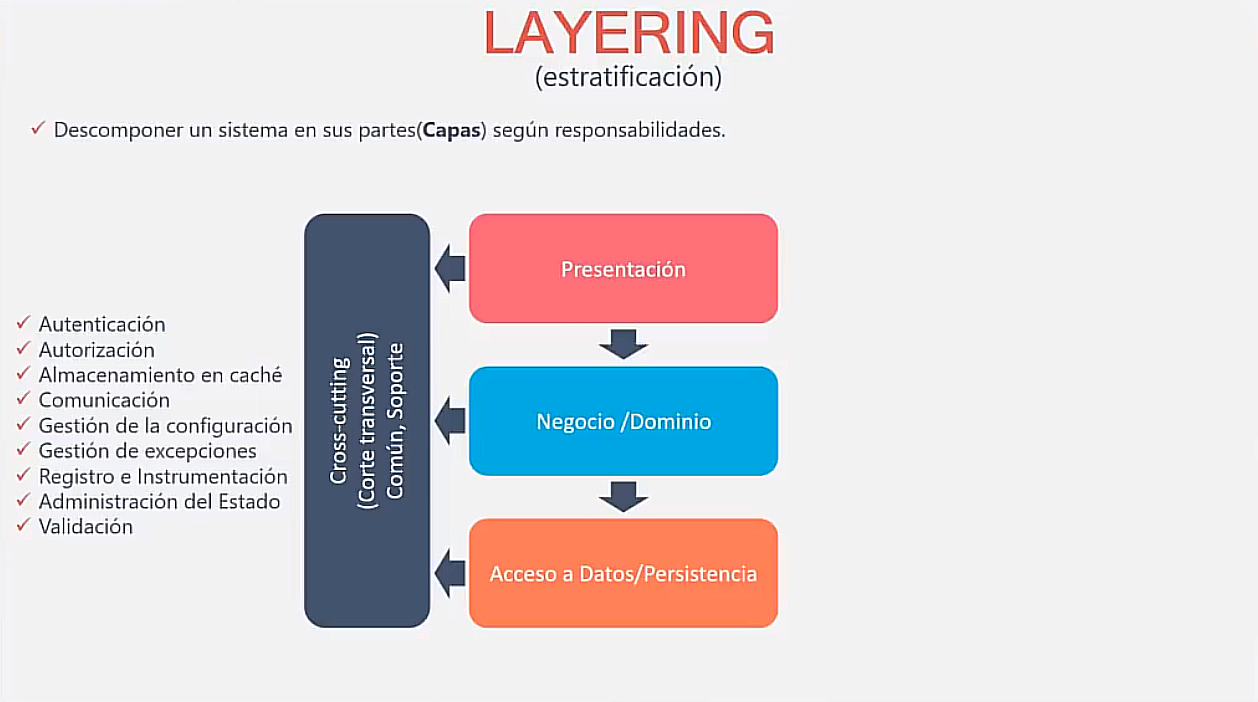 LAYERING
(estratificación)
Descomponer un sistema en sus partes(Capas) según responsabilidades.
Autenticación
Autorización
Almacenamiento en caché
Comunicación
Gestión de la configuración
Gestión de excepciones
Registro e Instrumentación
Administración del Estado
Validación
Cross-cutting
(Corte transversal)
Común, Soporte
Presentación
Negocio /Dominio
Acceso a Datos/Persistencia